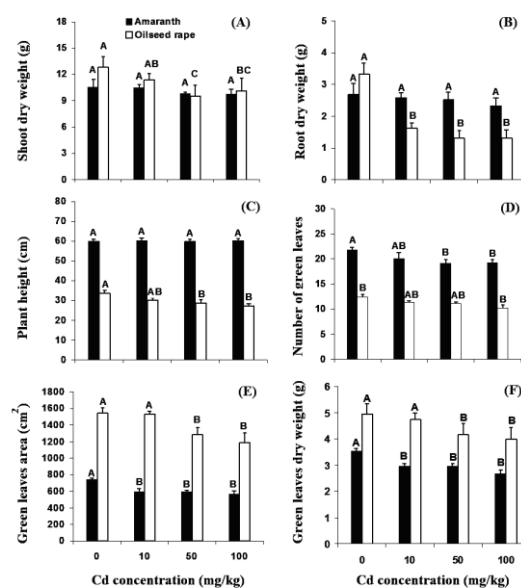 Amaranth
Oilseed rape
(A)
Shoot dry weight (g)
18
15
12
9
6
3
0
A A
A AB
A C
A BC
(B)
Root dry weight (g)
5
4
3
2
1
0
A A
A B
A B
A B
(C)
Plant height (cm)
100
80
60
40
20
0
A A
A AB
A B
A B
(D)
Number of green leaves
30
25
20
15
10
5
0
A B
AB AB
B AB
B B
(E)
Green leaves area (cm2)
1800
1600
1400
1200
1000
800
600
400
200
0
A A
B A
B B
B B
0 10 50 100
Cd concentration (mg/kg)
(F)
Green leaves dry weight (g)
6
5
4
3
2
1
0
A A
B A
B B
B B
0 10 50 100
Cd concentration (mg/kg)